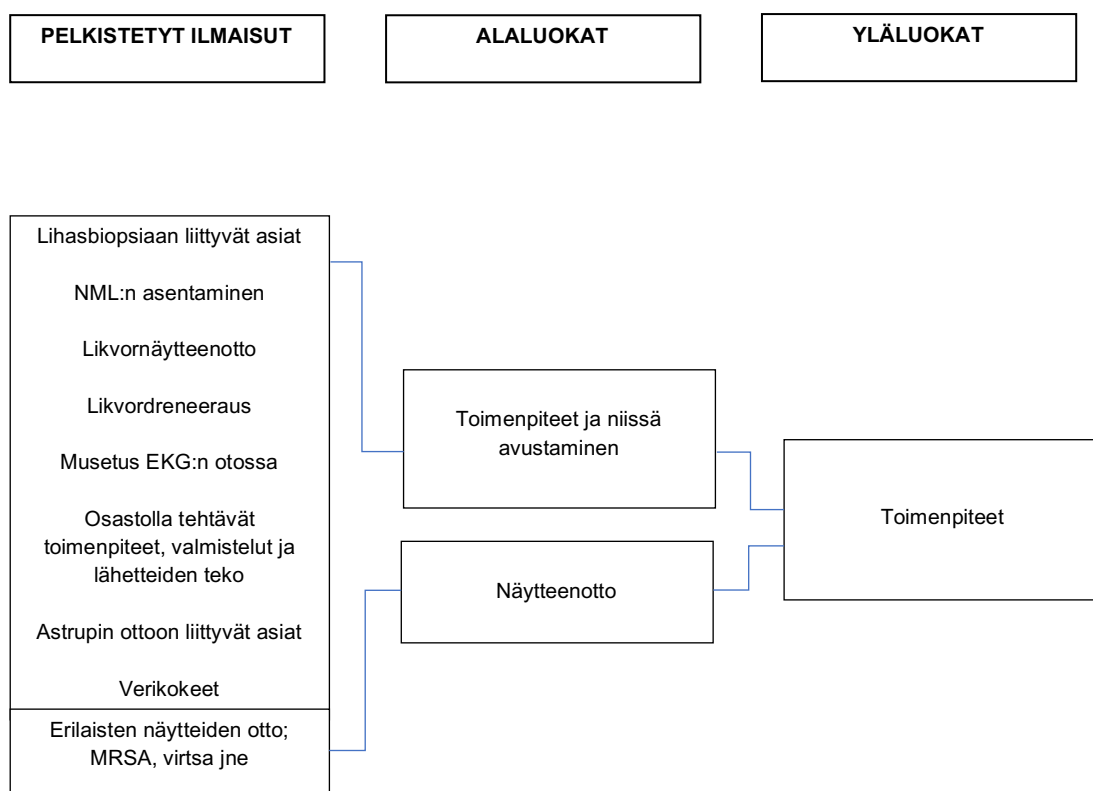 PELKISTETYT ILMAISUT
ALALUOKAT
YLÄLUOKAT
Lihasbiopsiaan liittyvät asiat
NML:n asentaminen
Likvornäytteenotto
Likvordreneeraus
Musetus EKG:n otossa
Osastolla tehtävät
toimenpiteet, valmistelut ja
lähetteiden teko
Astrupin ottoon liittyvät asiat
Verikokeet
Erilaisten näytteiden otto;
MRSA, virtsa jne
Toimenpiteet ja niissä
avustaminen
Näytteenotto
Toimenpiteet